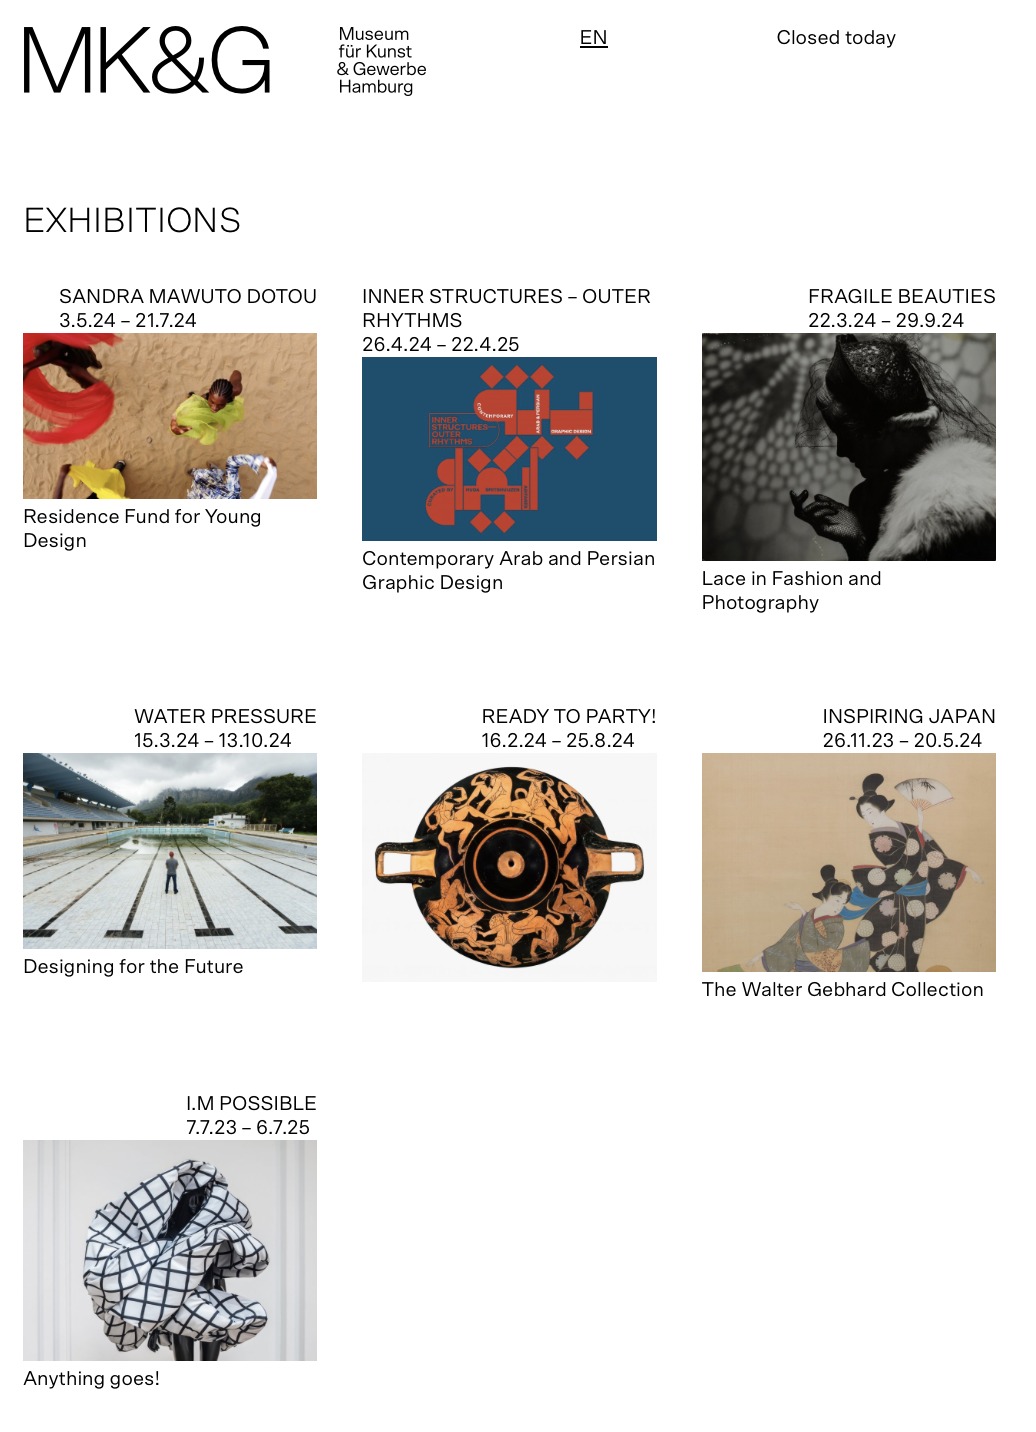 MK&G
Museum
für Kunst
& Gewerbe
Hamburg
EN
Closed today
EXHIBITIONS
SANDRA MAWUTO DOTOU
3.5.24 – 21.7.24
Residence Fund for Young
Design
INNER STRUCTURES – OUTER
RHYTHMS
26.4.24 – 22.4.25
CONTEMPORARY
ARAB & PERSIAN
GRAPHIC DESIGN
INNER
STRUCTURES—
OUTER
RHYTHMS
Contemporary Arab and Persian
Graphic Design
FRAGILE BEAUTIES
22.3.24 – 29.9.24
Lace in Fashion and
Photography
WATER PRESSURE
15.3.24 – 13.10.24
Designing for the Future
READY TO PARTY!
16.2.24 – 25.8.24
INSPIRING JAPAN
26.11.23 – 20.5.24
The Walter Gebhard Collection
I.M POSSIBLE
7.7.23 – 6.7.25
Anything goes!